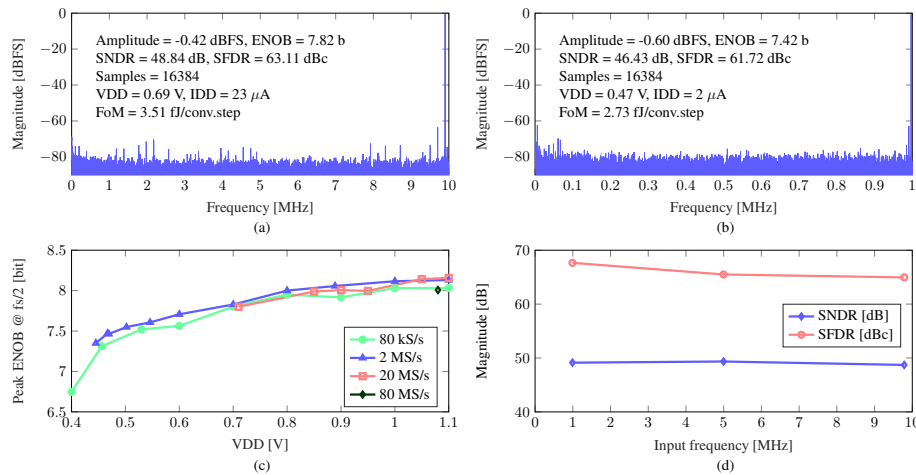 Amplitude = -0.42 dBFS, ENOB = 7.82 b
SNDR = 48.84 dB, SFDR = 63.11 dBc
Samples = 16384
VDD = 0.69 V, IDD = 23 μA
FoM = 3.51 fJ/conv.step
Magnitude [dBFS]
0
−20
−40
−60
−80
0 1 2 3 4 5 6 7 8 9 10
Frequency [MHz]
(a)
Amplitude = -0.60 dBFS, ENOB = 7.42 b
SNDR = 46.43 dB, SFDR = 61.72 dBc
Samples = 16384
VDD = 0.47 V, IDD = 2 μA
FoM = 2.73 fJ/conv.step
Magnitude [dBFS]
0
−20
−40
−60
−80
0 0.1 0.2 0.3 0.4 0.5 0.6 0.7 0.8 0.9 1
Frequency [MHz]
(b)
Peak ENOB @ fs/2 [bit]
8.5
8
7.5
7
6.5
80 kS/s
2 MS/s
20 MS/s
80 MS/s
0.4 0.5 0.6 0.7 0.8 0.9 1 1.1
VDD [V]
(c)
Magnitude [dB]
70
60
50
40
SNDR [dB]
SFDR [dBc]
0 1 2 3 4 5 6 7 8 9 10
Input frequency [MHz]
(d)